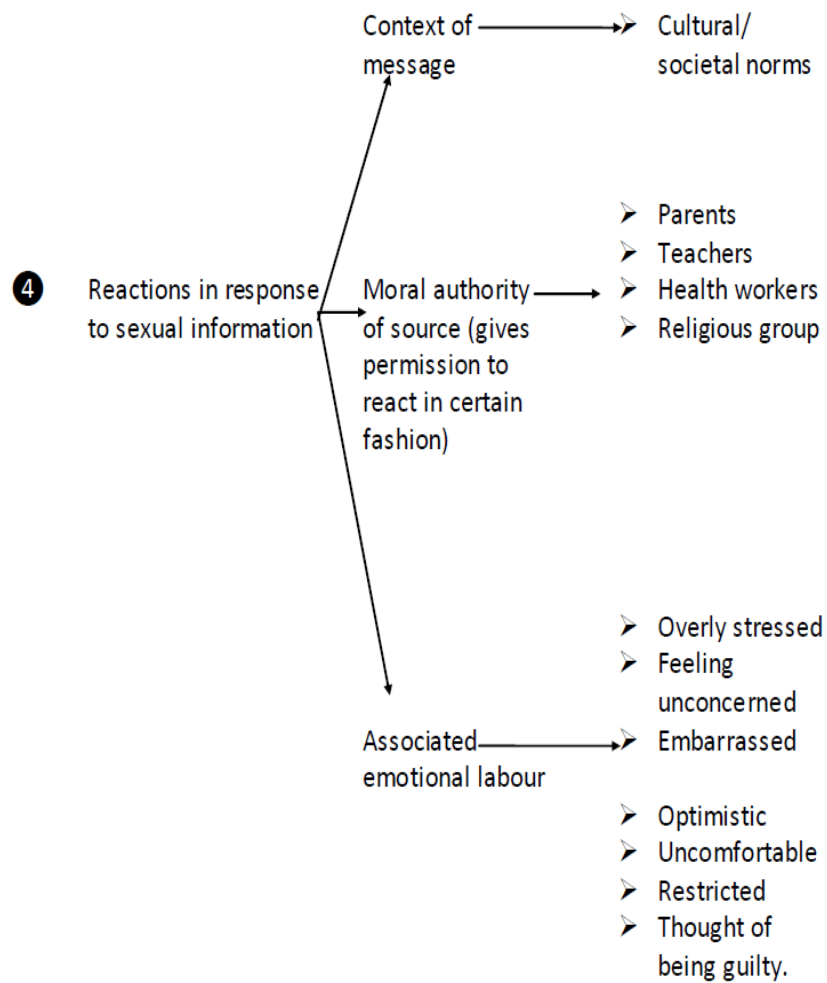 Context of
message
Cultural/
societal norms
4
Reactions in response
to sexual information
Moral authority
of source (gives
permission to
react in certain
fashion)
Parents
Teachers
Health workers
Religious group
Associated
emotional labour
Overly stressed
Feeling
unconcerned
Embarrassed
Optimistic
Uncomfortable
Restricted
Thought of
being guilty.